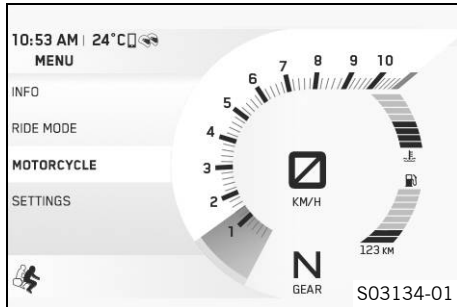 10:53 AM | 24°C
MENU
INFO
RIDE MODE
MOTORCYCLE
SETTINGS
1
2
3
4
5
6
7
8
9
10
0
KM/H
N
GEAR
123 KM
S03134-01